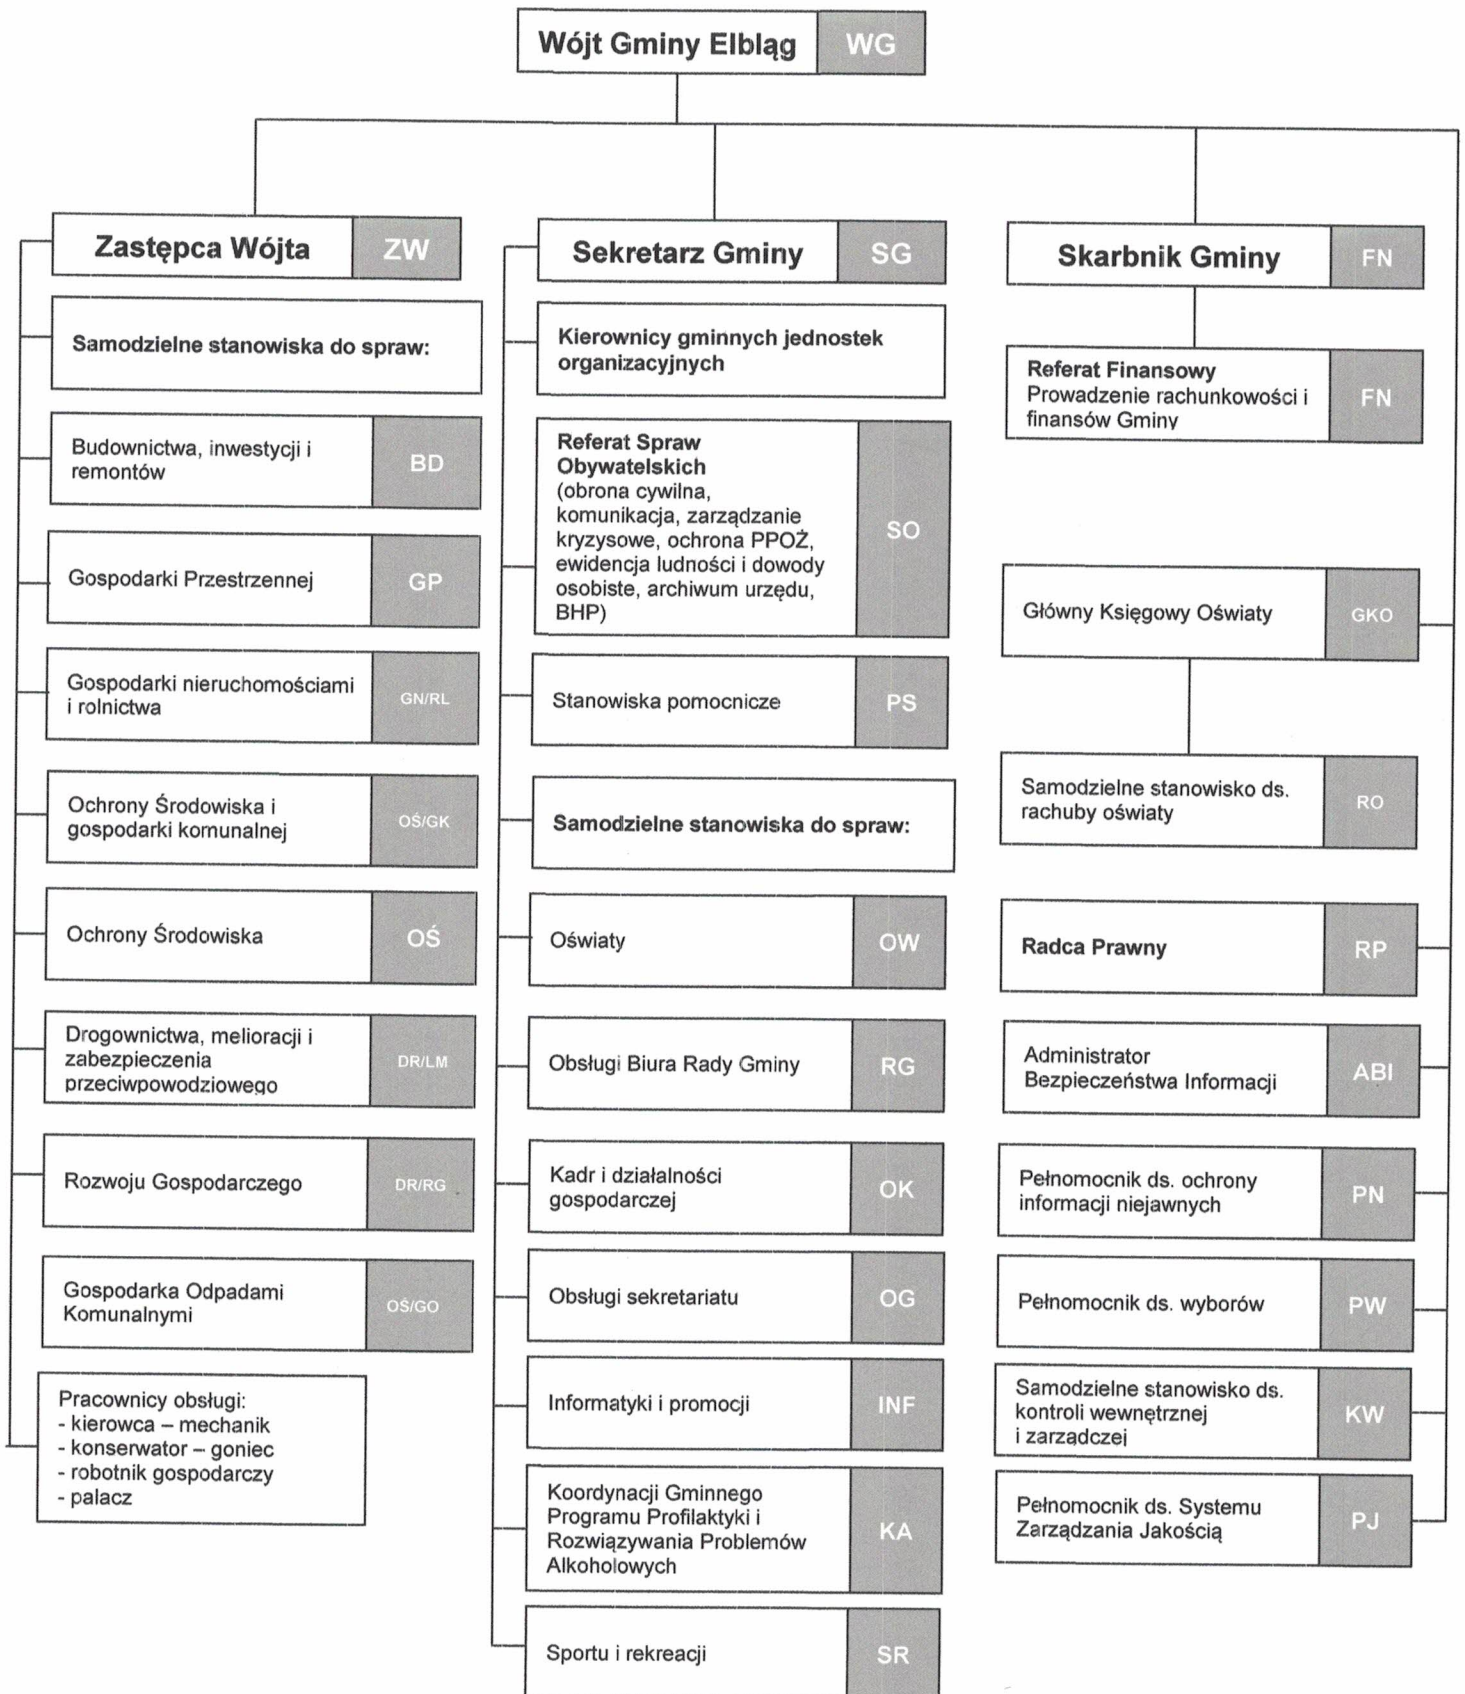 Wójt Gminy Elbląg WG
Zastępca Wójta ZW
Samodzielne stanowiska do spraw:
Budownictwa, inwestycji i
remontów
BD
Gospodarki Przestrzennej GP
Gospodarki nieruchomościami
i rolnictwa
GN/RL
Ochrony Środowiska i
gospodarki komunalnej
OŚ/GK
Ochrony Środowiska OŚ
Drogownictwa, melioracji i
zabezpieczenia
przeciwpowodziowego
DR/LM
Rozwoju Gospodarczego DR/RG
Gospodarka Odpadami
Komunalnymi
OŚ/GO
Pracownicy obsługi:
- kierowca – mechanik
- konserwator – goniec
- robotnik gospodarczy
- palacz
Sekretarz Gminy SG
Kierownicy gminnych jednostek
organizacyjnych
Referat Spraw
Obywatelskich
(obrona cywilna,
komunikacja, zarządzanie
kryzysowe, ochrona PPOŻ,
ewidencja ludności i dowody
osobiste, archiwum urzędu,
BHP)
SO
Stanowiska pomocnicze PS
Samodzielne stanowiska do spraw:
Oświaty OW
Obsługi Biura Rady Gminy RG
Kadr i działalności
gospodarczej
OK
Obsługi sekretariatu OG
Informatyki i promocji INF
Koordynacji Gminnego
Programu Profilaktyki i
Rozwiązywania Problemów
Alkoholowych
KA
Sportu i rekreacji SR
Skarbnik Gminy FN
Referat Finansowy
Prowadzenie rachunkowości i
finansów Gminy
FN
Główny Księgowy Oświaty GKO
Samodzielne stanowisko ds.
rachuby oświaty
RO
Radca Prawny RP
Administrator
Bezpieczeństwa Informacji
ABI
Pełnomocnik ds. ochrony
informacji niejawnych
PN
Pełnomocnik ds. wyborów PW
Samodzielne stanowisko ds.
kontroli wewnętrznej
i zarządczej
KW
Pełnomocnik ds. Systemu
Zarządzania Jakością
PJ